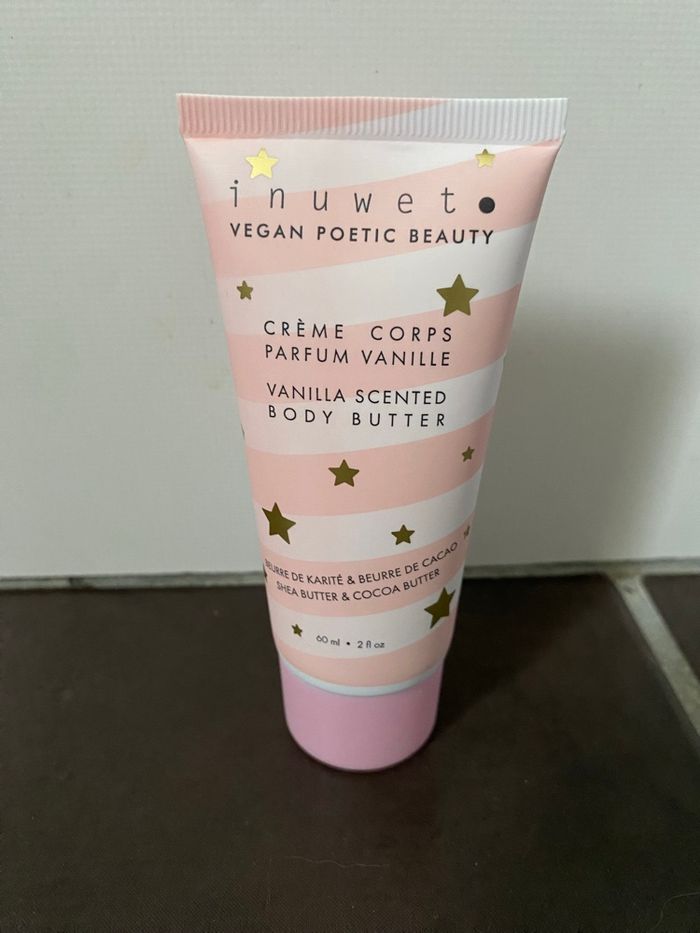 inuwet•
VEGAN POETIC BEAUTY
CRÈME CORPS
PARFUM VANILLE
VANILLA SCENTED
BODY BUTTER
BEURRE DE KARITÉ & BEURRE DE CACAO
SHEA BUTTER & COCOA BUTTER
60 ml • 2 fl oz